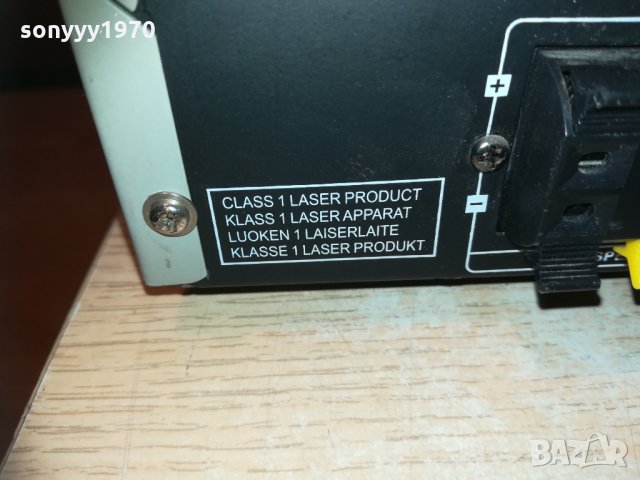 sonyyy1970
+
CLASS 1 LASER PRODUCT
KLASS 1 LASER APPARAT
LUOKEN 1 LAISERLAITE
KLASSE 1 LASER PRODUKT
-
BAZAR